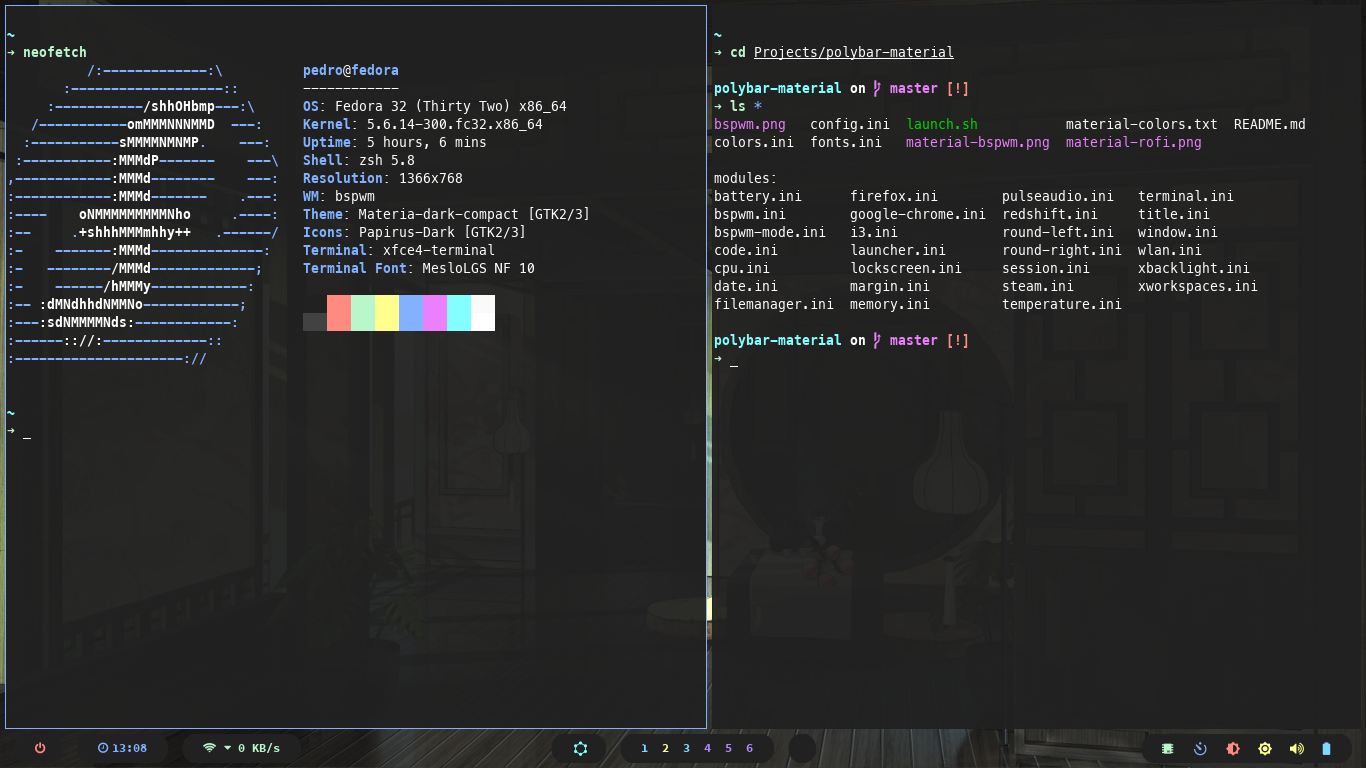 ~
➜ neofetch
/:-------------:\
:-------------------::
:-----------/shhOHbmp---:\
/-----------omMMMNNNMMD  ---:
:-----------sMMMMNMNMP.    ---:
:-----------:MMMdP-------    ---\
,------------:MMMd--------    ---:
:------------:MMMd-------    .---:
:----    oNMMMMMMMMMNho     .----:
:--     .+shhhMMMmhhy++   .------/
:-    -------:MMMd--------------:
:-   --------/MMMd-------------;
:-    ------/hMMMy------------:
:-- :dMNdhhdNMMNo------------;
:---:sdNMMMMNds:------------:
:------:://:-------------::
:---------------------://
pedro@fedora
------------
OS: Fedora 32 (Thirty Two) x86_64
Kernel: 5.6.14-300.fc32.x86_64
Uptime: 5 hours, 6 mins
Shell: zsh 5.8
Resolution: 1366x768
WM: bspwm
Theme: Materia-dark-compact [GTK2/3]
Icons: Papirus-Dark [GTK2/3]
Terminal: xfce4-terminal
Terminal Font: MesloLGS NF 10
~
➜ _
~
➜ cd Projects/polybar-material
polybar-material on master [!]
➜ ls *
bspwm.png   config.ini  launch.sh           material-colors.txt  README.md
colors.ini  fonts.ini   material-bspwm.png  material-rofi.png
modules:
battery.ini      firefox.ini        pulseaudio.ini   terminal.ini
bspwm.ini        google-chrome.ini  redshift.ini     title.ini
bspwm-mode.ini   i3.ini             round-left.ini   window.ini
code.ini         launcher.ini       round-right.ini  wlan.ini
cpu.ini          lockscreen.ini     session.ini      xbacklight.ini
date.ini         margin.ini         steam.ini        xworkspaces.ini
filemanager.ini  memory.ini         temperature.ini
polybar-material on master [!]
➜ _
13:08 0 KB/s 1 2 3 4 5 6